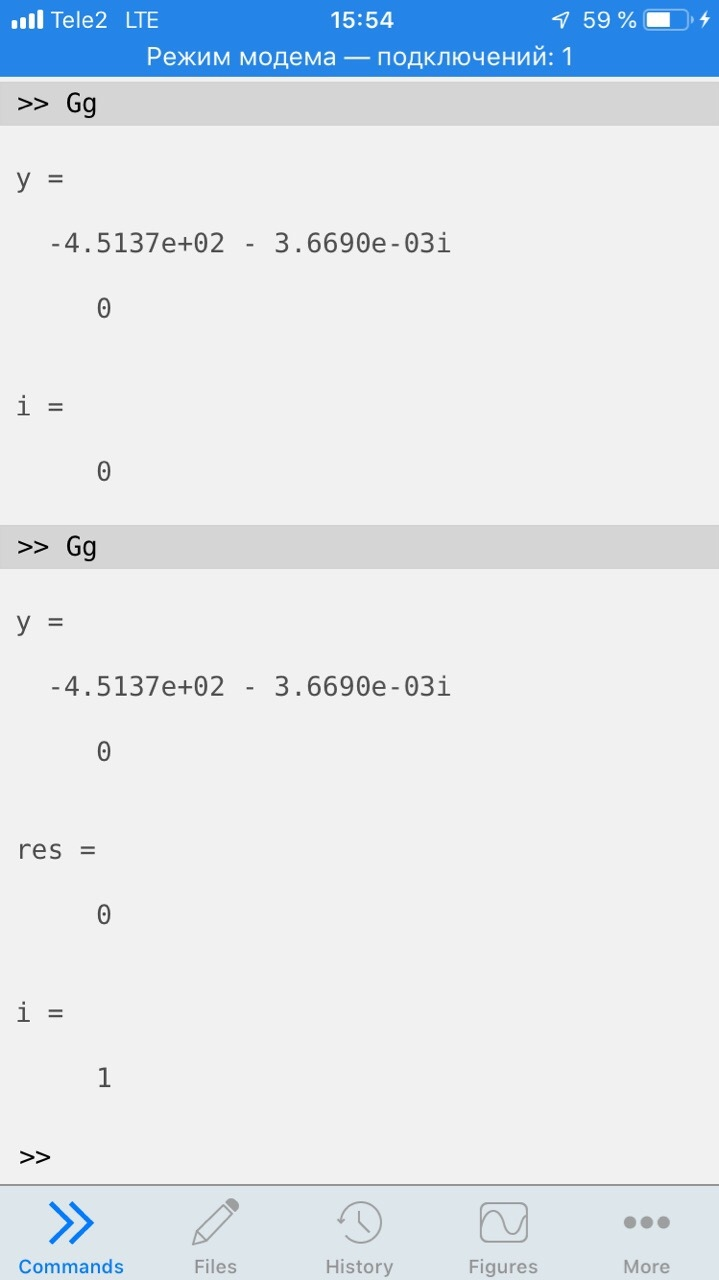 Tele2 LTE 15:54 59 %
Режим модема — подключений: 1
>> Gg
y =
-4.5137e+02 - 3.6690e-03i
0
i =
0
>> Gg
y =
-4.5137e+02 - 3.6690e-03i
0
res =
0
i =
1
>>
Commands Files History Figures More